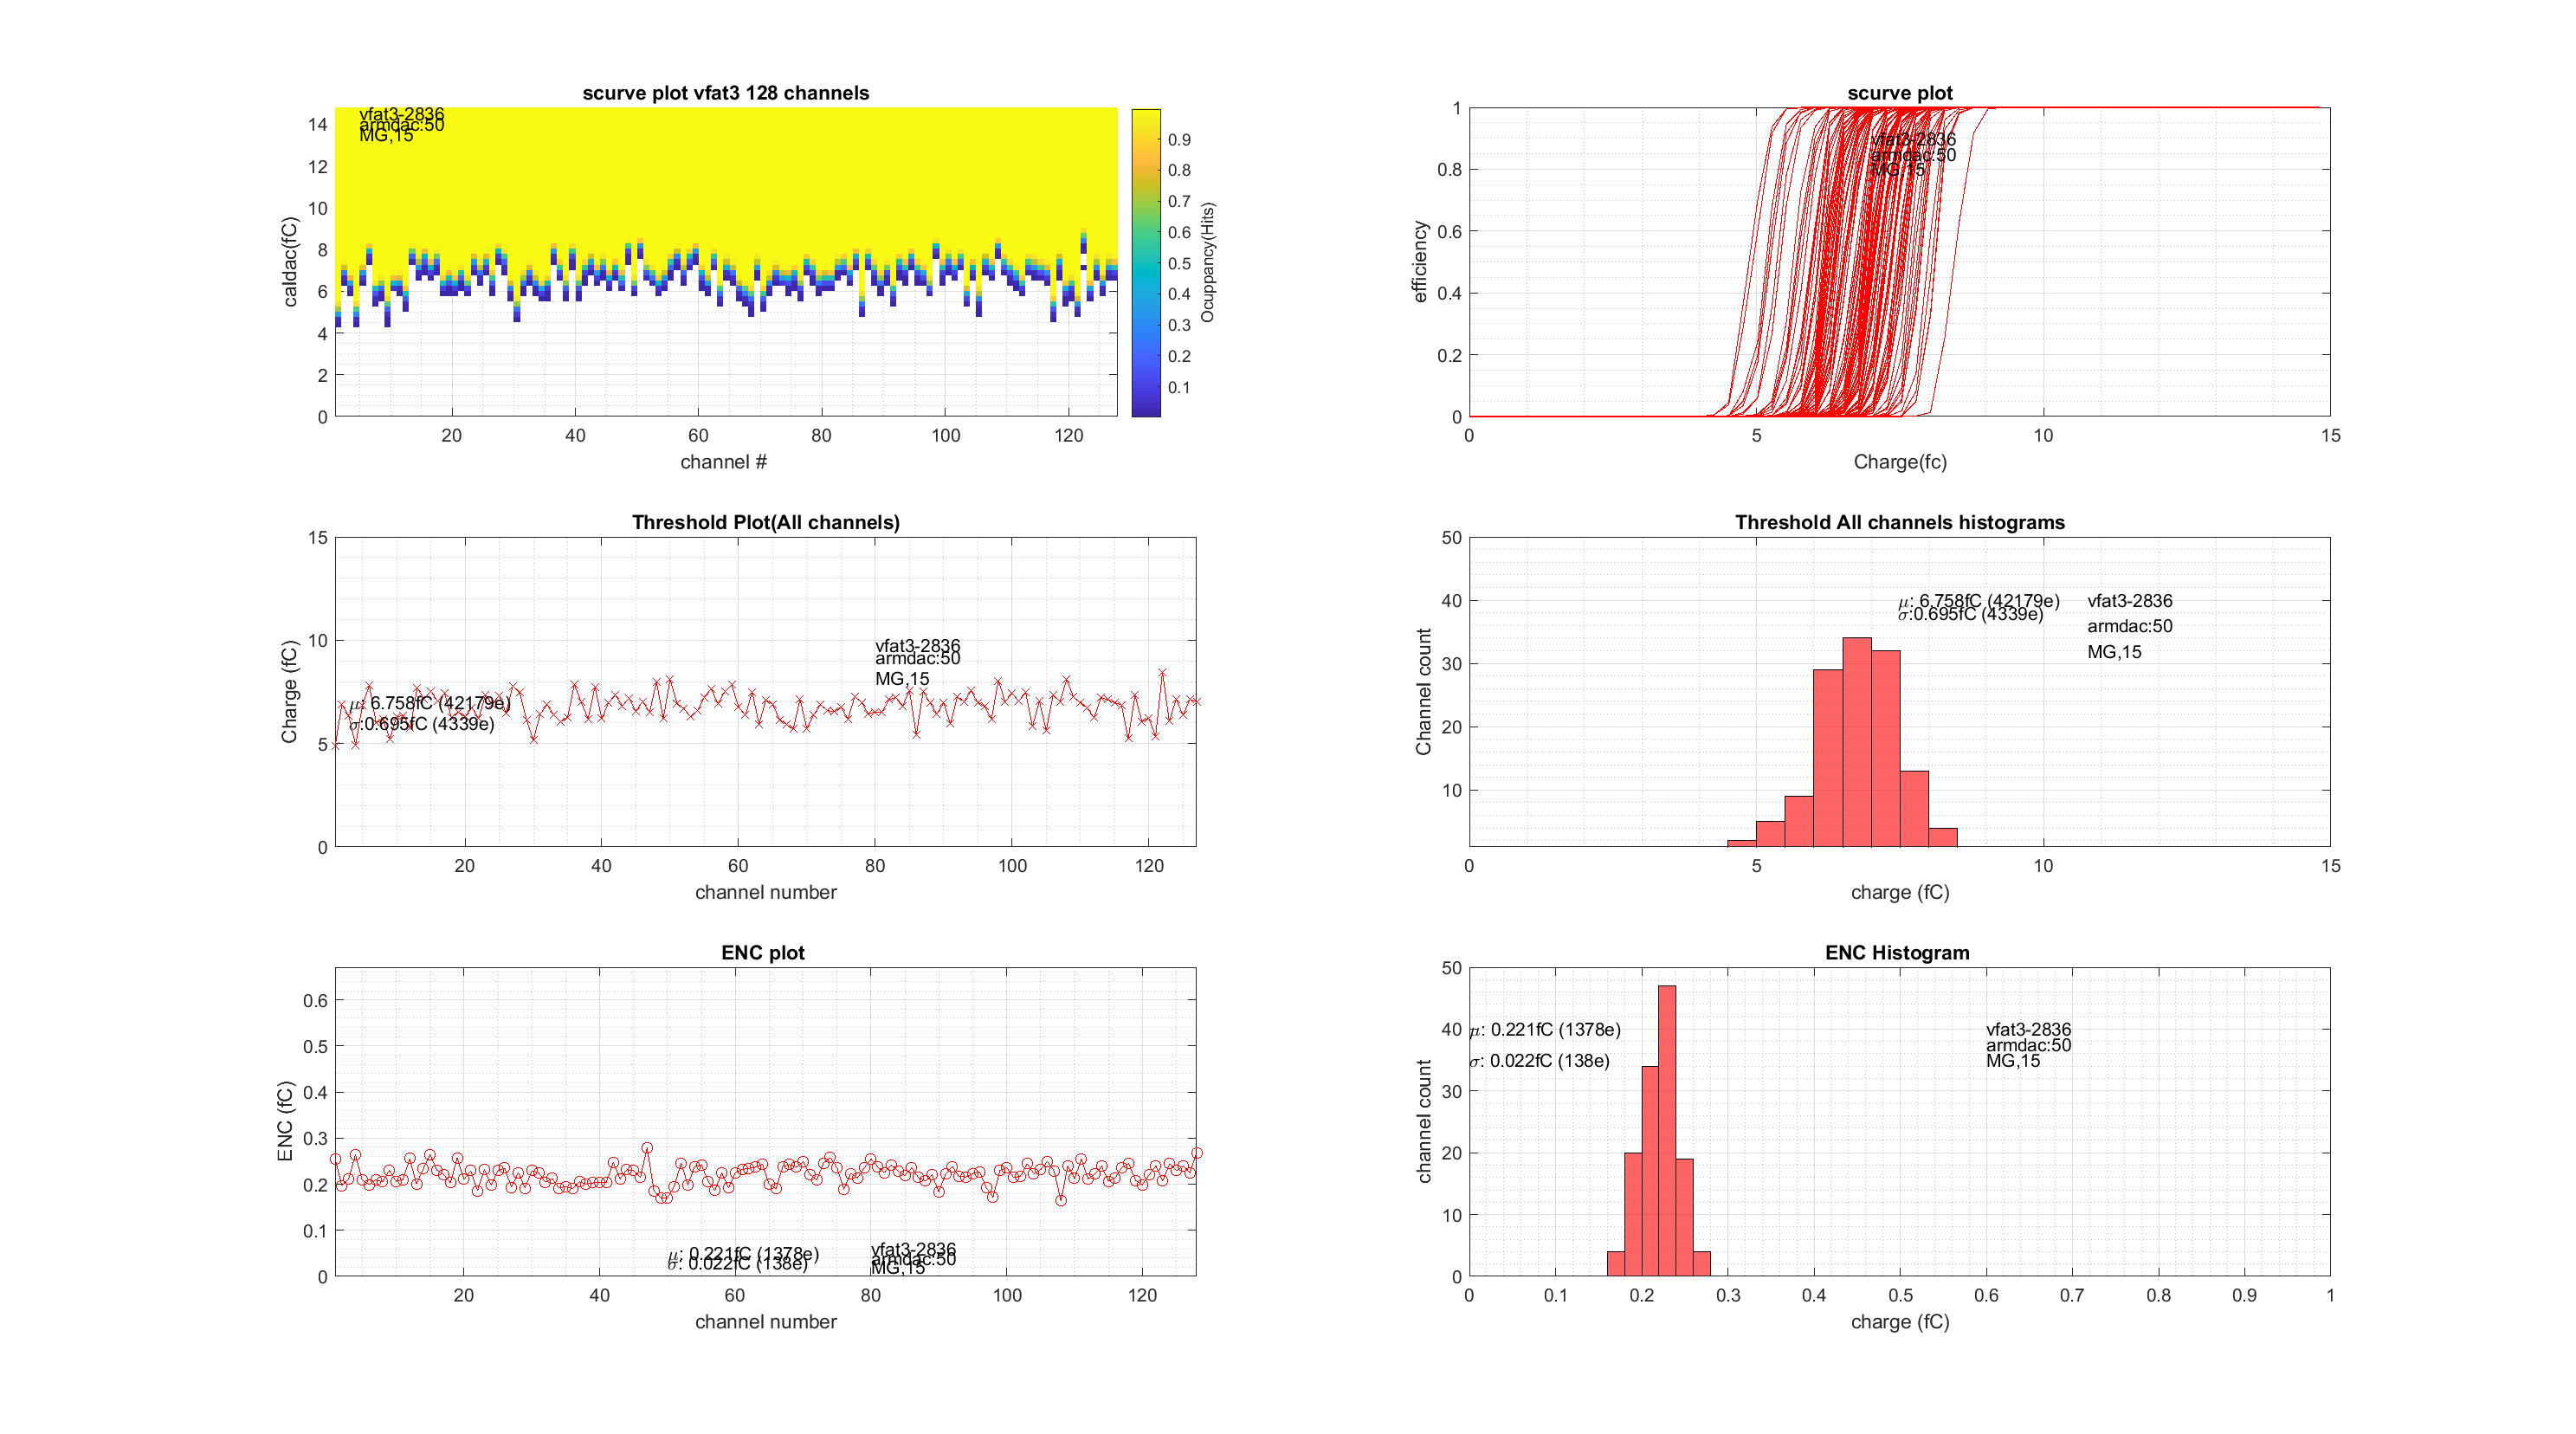 scurve plot vfat3 128 channels
vfat3-2836
armdac:50
MG,15
14
12
10
8
6
4
2
0
caldac(fC)
20 40 60 80 100 120
channel #
0.9
0.8
0.7
0.6
0.5
0.4
0.3
0.2
0.1
Ocuppancy(Hits)
scurve plot
vfat3-2836
armdac:50
MG,15
1
0.8
0.6
0.4
0.2
0
efficiency
0 5 10 15
Charge(fc)
Threshold Plot(All channels)
15
10
5
0
Charge (fC)
vfat3-2836
armdac:50
MG,15
μ: 6.758fC (42179e)
σ:0.695fC (4339e)
20 40 60 80 100 120
channel number
Threshold All channels histograms
50
40
30
20
10
Channel count
μ: 6.758fC (42179e)
σ:0.695fC (4339e)
vfat3-2836
armdac:50
MG,15
0 5 10 15
charge (fC)
ENC plot
0.6
0.5
0.4
0.3
0.2
0.1
0
ENC (fC)
μ: 0.221fC (1378e)
σ: 0.022fC (138e)
vfat3-2836
armdac:50
MG,15
20 40 60 80 100 120
channel number
ENC Histogram
50
40
30
20
10
0
channel count
μ: 0.221fC (1378e)
σ: 0.022fC (138e)
vfat3-2836
armdac:50
MG,15
0 0.1 0.2 0.3 0.4 0.5 0.6 0.7 0.8 0.9 1
charge (fC)